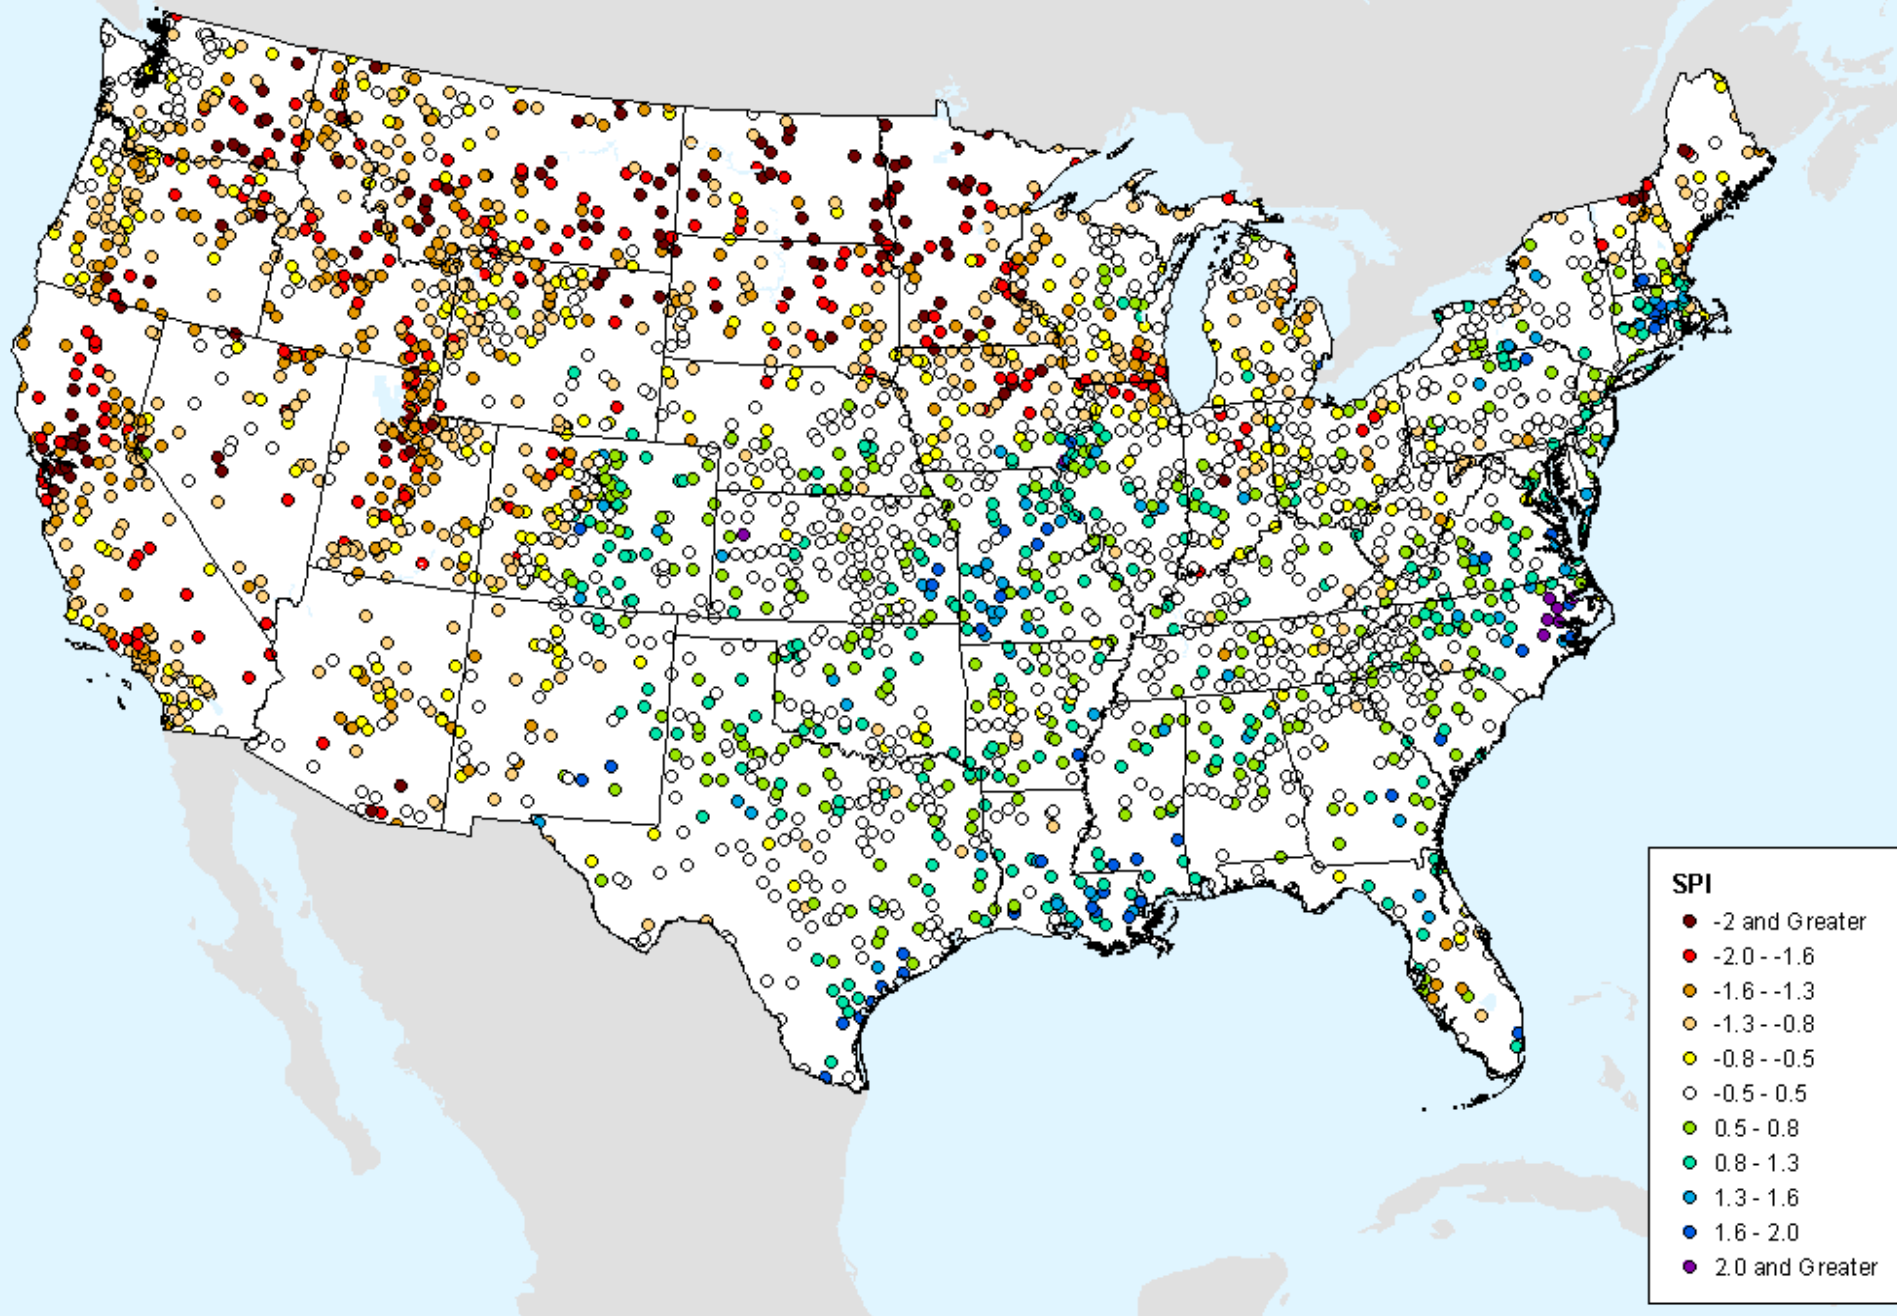 SPI
-2 and Greater
-2.0 - -1.6
-1.6 - -1.3
-1.3 - -0.8
-0.8 - -0.5
-0.5 - 0.5
0.5 - 0.8
0.8 - 1.3
1.3 - 1.6
1.6 - 2.0
2.0 and Greater